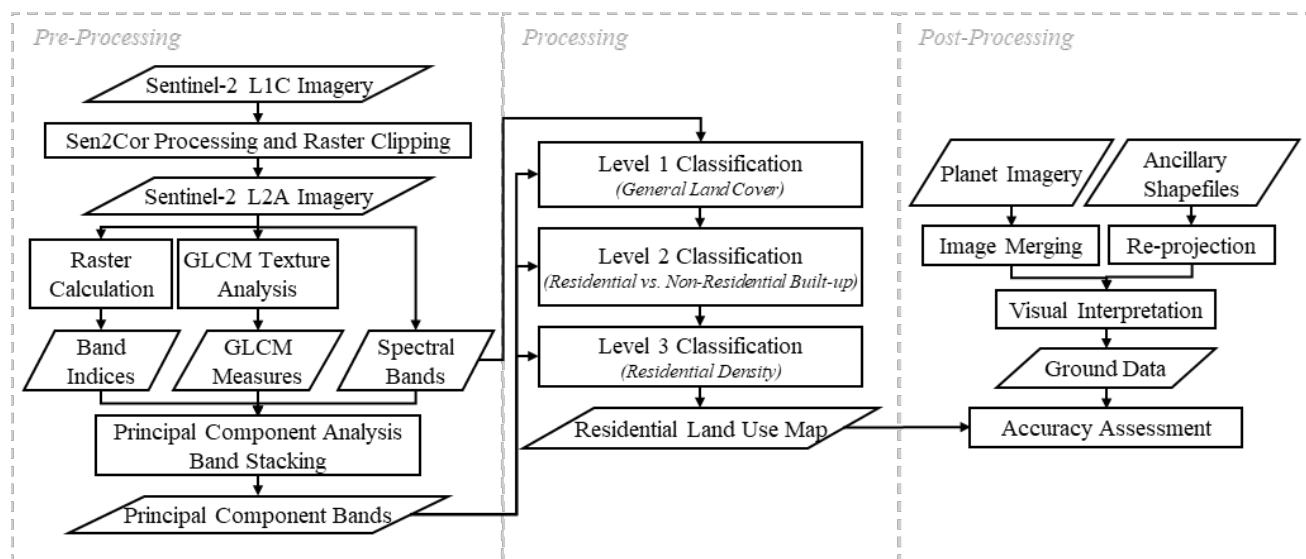 Pre-Processing
Sentinel-2 L1C Imagery
Sen2Cor Processing and Raster Clipping
Sentinel-2 L2A Imagery
Raster
Calculation
GLCM Texture
Analysis
Band
Indices
GLCM
Measures
Spectral
Bands
Principal Component Analysis
Band Stacking
Principal Component Bands
Processing
Level 1 Classification
(General Land Cover)
Level 2 Classification
(Residential vs. Non-Residential Built-up)
Level 3 Classification
(Residential Density)
Residential Land Use Map
Post-Processing
Planet Imagery
Ancillary
Shapefiles
Image Merging
Re-projection
Visual Interpretation
Ground Data
Accuracy Assessment